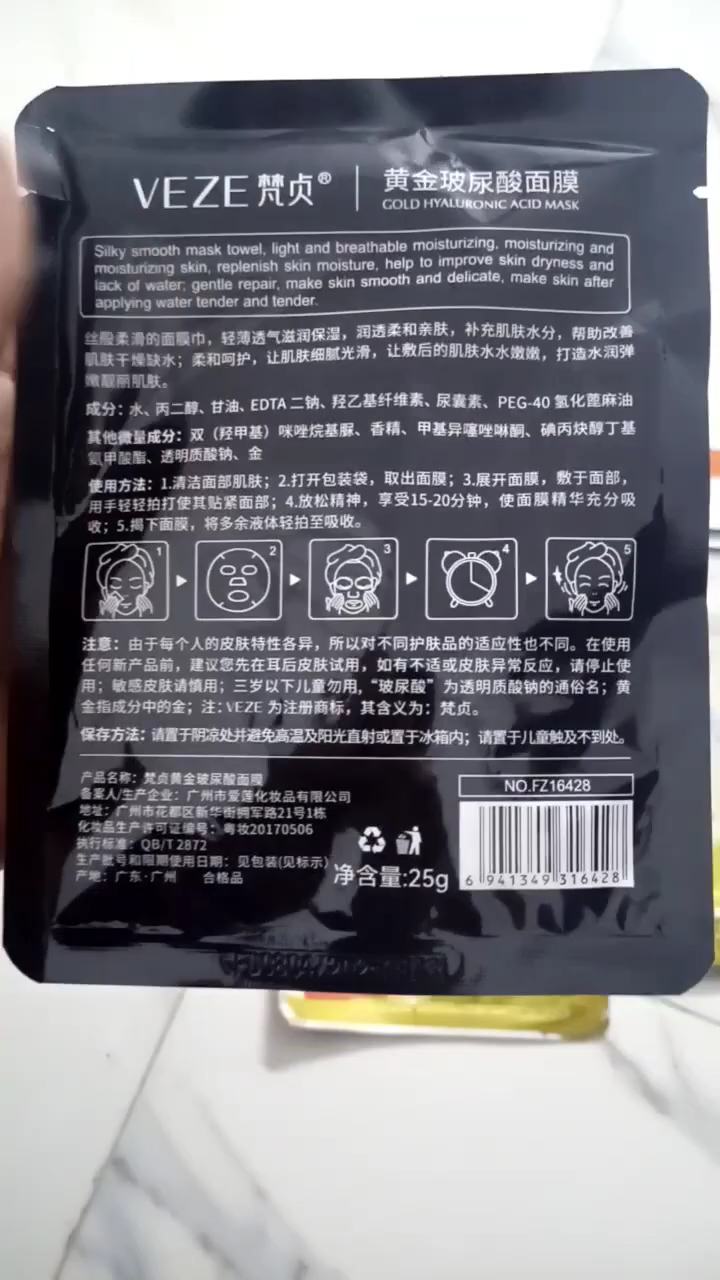 VEZE 梵贞® 黄金玻尿酸面膜
GOLD HYALURONIC ACID MASK
Silky smooth mask towel, light and breathable moisturizing, moisturizing and
moisturizing skin, replenish skin moisture, help to improve skin dryness and
lack of water; gentle repair, make skin smooth and delicate, make skin after
applying water tender and tender.
丝般柔滑的面膜巾，轻薄透气滋润保湿，润透柔和亲肤，补充肌肤水分，帮助改善
肌肤干燥缺水；柔和呵护，让肌肤细腻光滑，让敷后的肌肤水水嫩嫩，打造水润弹
嫩靓丽肌肤。
成分：水、丙二醇、甘油、EDTA 二钠、羟乙基纤维素、尿囊素、PEG-40 氢化蓖麻油
其他微量成分：双（羟甲基）咪唑烷基脲、香精、甲基异噻唑啉酮、碘丙炔醇丁基
氨甲酸酯、透明质酸钠、金
使用方法：1.清洁面部肌肤；2.打开包装袋，取出面膜；3.展开面膜，敷于面部，
用手轻轻拍打使其贴紧面部；4.放松精神，享受15-20分钟，使面膜精华充分吸
收；5.揭下面膜，将多余液体轻拍至吸收。
1 2 3 4 5
注意：由于每个人的皮肤特性各异，所以对不同护肤品的适应性也不同。在使用
任何新产品前，建议您先在耳后皮肤试用，如有不适或皮肤异常反应，请停止使
用；敏感皮肤请慎用；三岁以下儿童勿用，“玻尿酸”为透明质酸钠的通俗名；黄
金指成分中的金；注：VEZE 为注册商标，其含义为：梵贞。
保存方法：请置于阴凉处并避免高温及阳光直射或置于冰箱内；请置于儿童触及不到处。
产品名称：梵贞黄金玻尿酸面膜
备案人/生产企业：广州市爱莲化妆品有限公司
地址：广州市花都区新华街拥军路21号1栋
化妆品生产许可证编号：粤妆20170506
执行标准：QB/T 2872
生产批号和限期使用日期：见包装(见标示)
产地：广东·广州 合格品
净含量:25g
NO.FZ16428
6 941349 316428